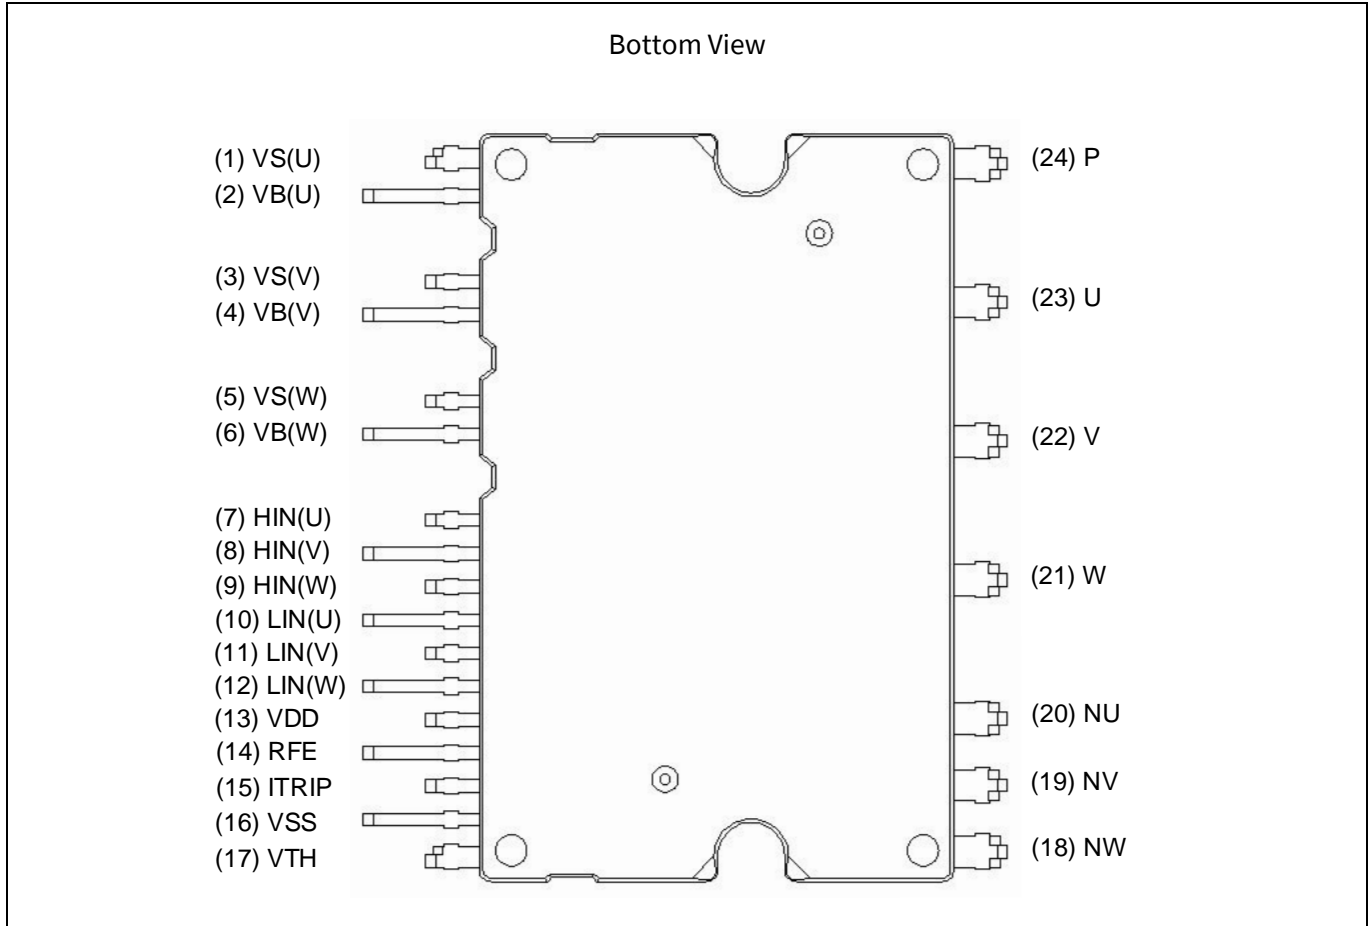 Bottom View
(1) VS(U)
(2) VB(U)
(3) VS(V)
(4) VB(V)
(5) VS(W)
(6) VB(W)
(7) HIN(U)
(8) HIN(V)
(9) HIN(W)
(10) LIN(U)
(11) LIN(V)
(12) LIN(W)
(13) VDD
(14) RFE
(15) ITRIP
(16) VSS
(17) VTH
(24) P
(23) U
(22) V
(21) W
(20) NU
(19) NV
(18) NW